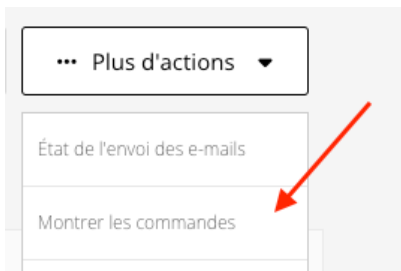 ••• Plus d'actions
État de l'envoi des e-mails
Montrer les commandes